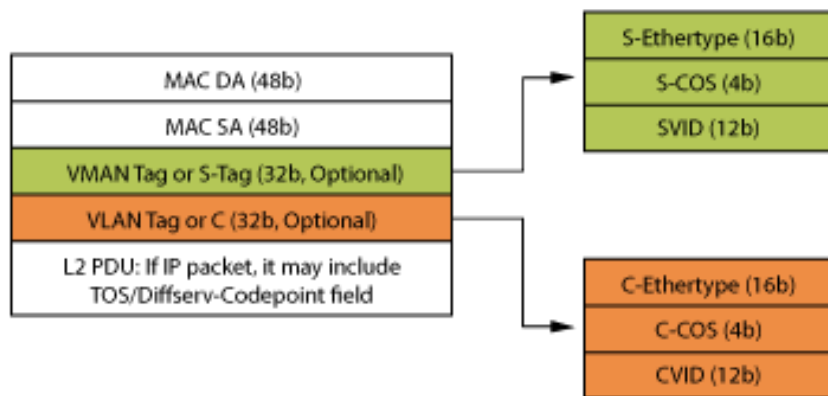 MAC DA (48b)
MAC SA (48b)
VMAN Tag or S-Tag (32b, Optional)
VLAN Tag or C (32b, Optional)
L2 PDU: If IP packet, it may include
TOS/Diffserv-Codepoint field
S-Ethertype (16b)
S-COS (4b)
SVID (12b)
C-Ethertype (16b)
C-COS (4b)
CVID (12b)